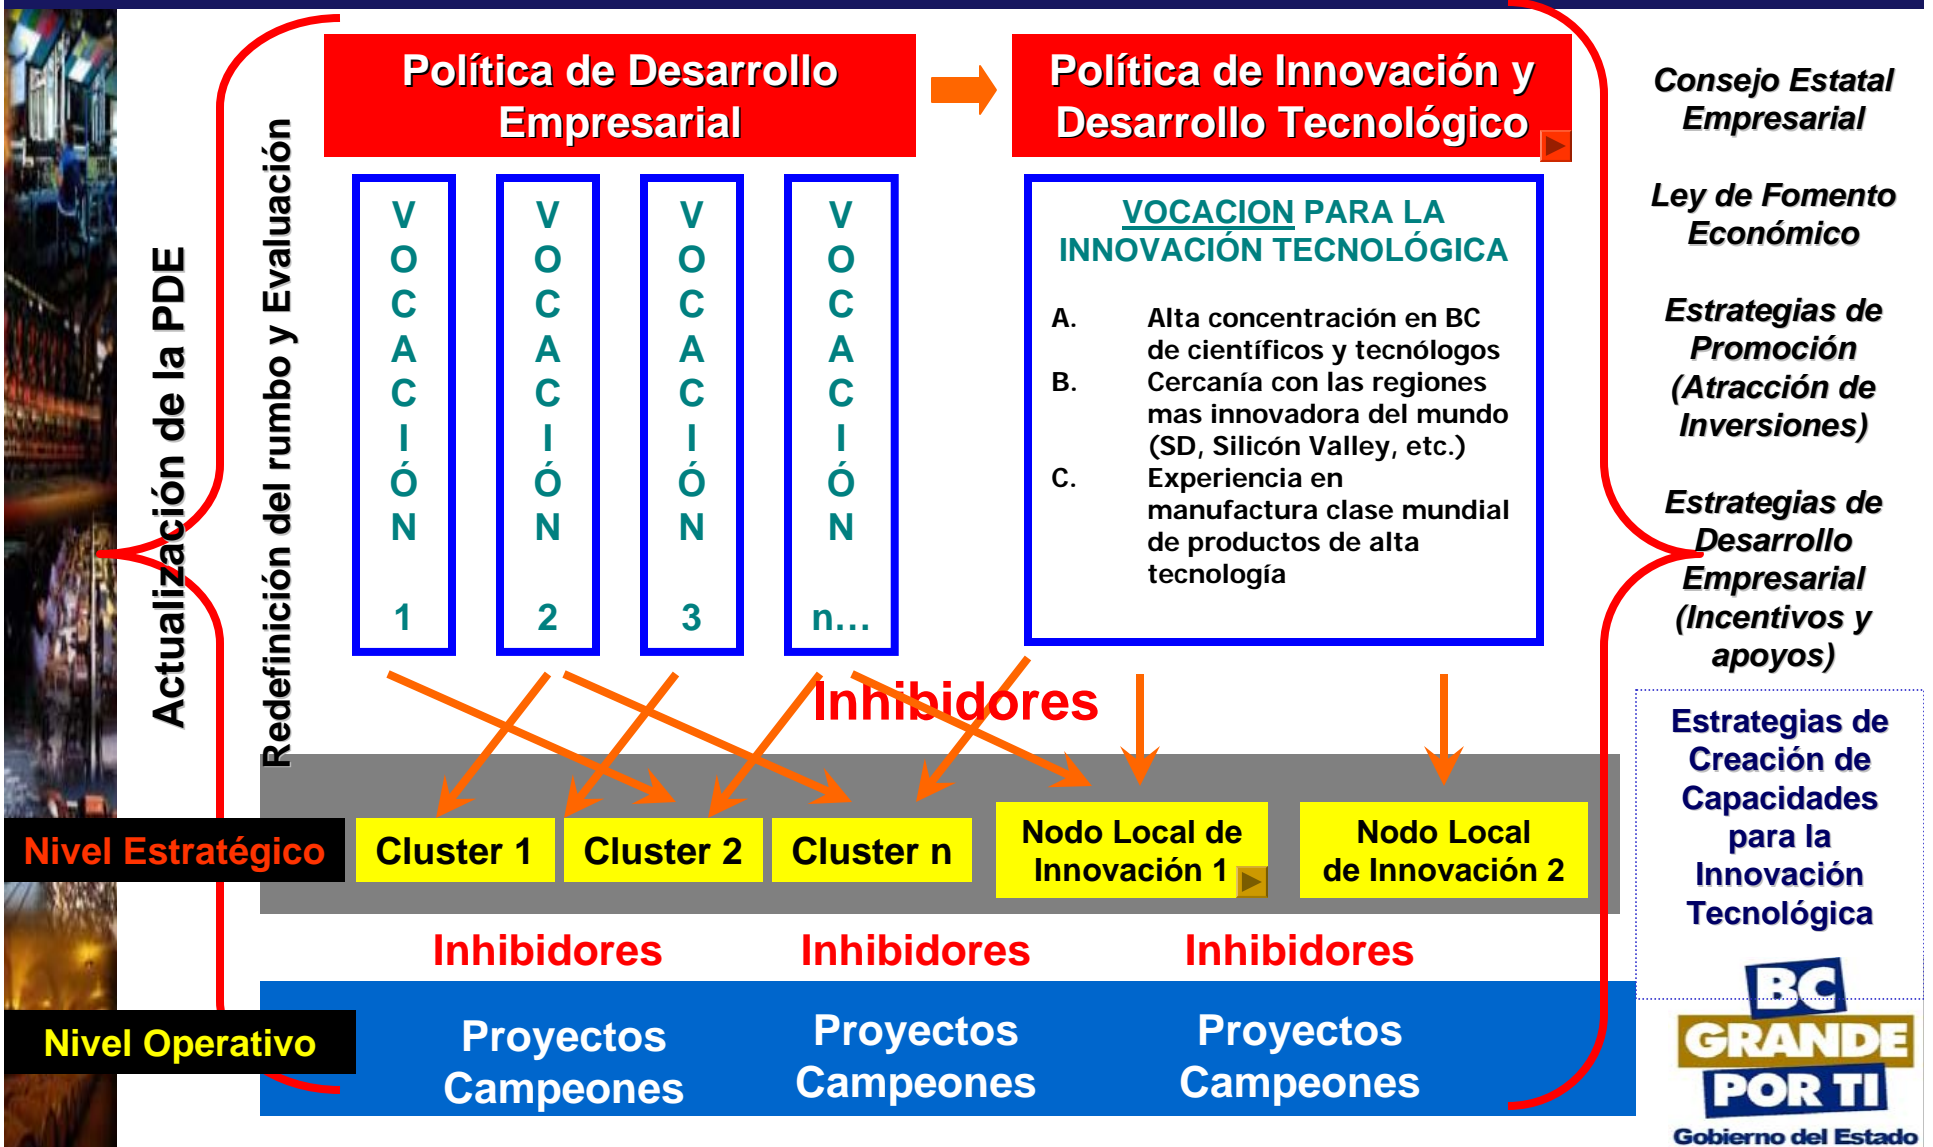 Política de Desarrollo
Empresarial
Política de Innovación y
Desarrollo Tecnológico
Actualización de la PDE
Redefinición del rumbo y Evaluación
VOCACIÓN
1
VOCACIÓN
2
VOCACIÓN
3
VOCACIÓN
n...
VOCACION PARA LA
INNOVACIÓN TECNOLÓGICA
A. Alta concentración en BC
de científicos y tecnólogos
B. Cercanía con las regiones
mas innovadora del mundo
(SD, Silicón Valley, etc.)
C. Experiencia en
manufactura clase mundial
de productos de alta
tecnología
Inhibidores
Nivel Estratégico
Cluster 1
Cluster 2
Cluster n
Nodo Local de
Innovación 1
Nodo Local
de Innovación 2
Inhibidores
Inhibidores
Inhibidores
Nivel Operativo
Proyectos
Campeones
Proyectos
Campeones
Proyectos
Campeones
Consejo Estatal
Empresarial
Ley de Fomento
Económico
Estrategias de
Promoción
(Atracción de
Inversiones)
Estrategias de
Desarrollo
Empresarial
(Incentivos y
apoyos)
Estrategias de
Creación de
Capacidades
para la
Innovación
Tecnológica
BC
GRANDE
POR TI
Gobierno del Estado